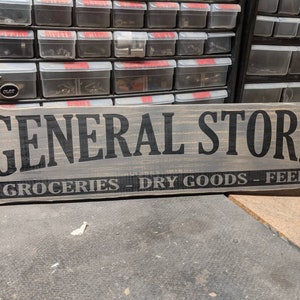 GENERAL STOR
GROCERIES - DRY GOODS - FEE